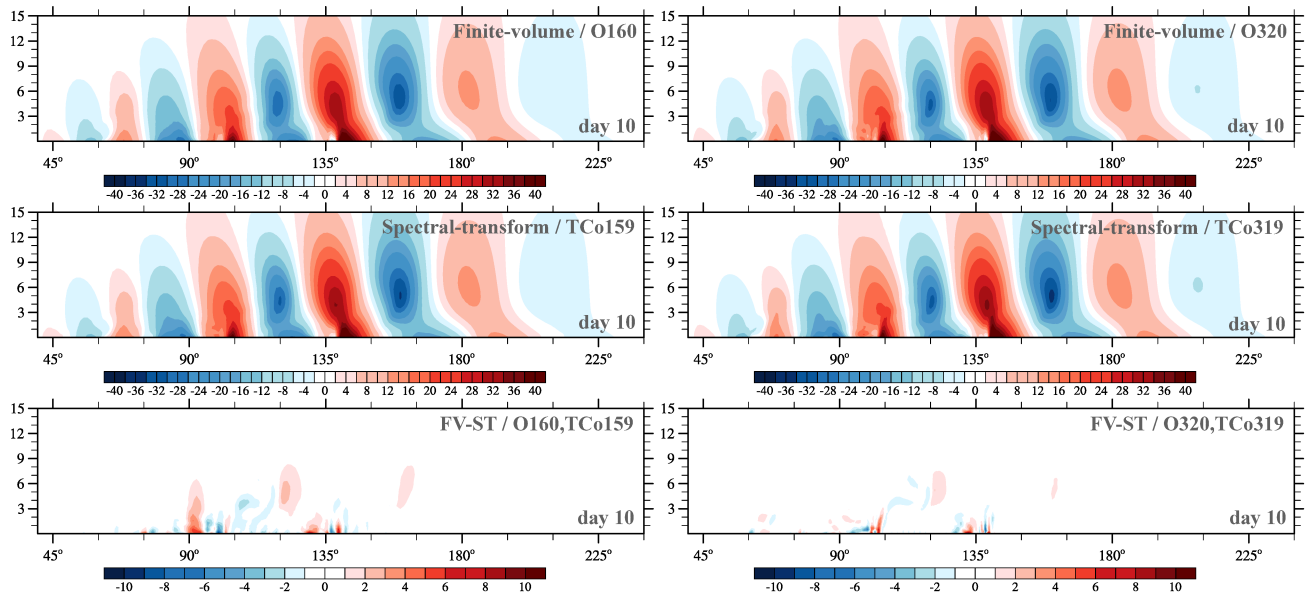 15
12
9
6
3
Finite-volume / O160
day 10
45° 90° 135° 180° 225°
-40 -36 -32 -28 -24 -20 -16 -12 -8 -4 0 4 8 12 16 20 24 28 32 36 40
15
12
9
6
3
Finite-volume / O320
day 10
45° 90° 135° 180° 225°
-40 -36 -32 -28 -24 -20 -16 -12 -8 -4 0 4 8 12 16 20 24 28 32 36 40
15
12
9
6
3
Spectral-transform / TCo159
day 10
45° 90° 135° 180° 225°
-40 -36 -32 -28 -24 -20 -16 -12 -8 -4 0 4 8 12 16 20 24 28 32 36 40
15
12
9
6
3
Spectral-transform / TCo319
day 10
45° 90° 135° 180° 225°
-40 -36 -32 -28 -24 -20 -16 -12 -8 -4 0 4 8 12 16 20 24 28 32 36 40
15
12
9
6
3
FV-ST / O160,TCo159
day 10
45° 90° 135° 180° 225°
-10 -8 -6 -4 -2 0 2 4 6 8 10
15
12
9
6
3
FV-ST / O320,TCo319
day 10
45° 90° 135° 180° 225°
-10 -8 -6 -4 -2 0 2 4 6 8 10